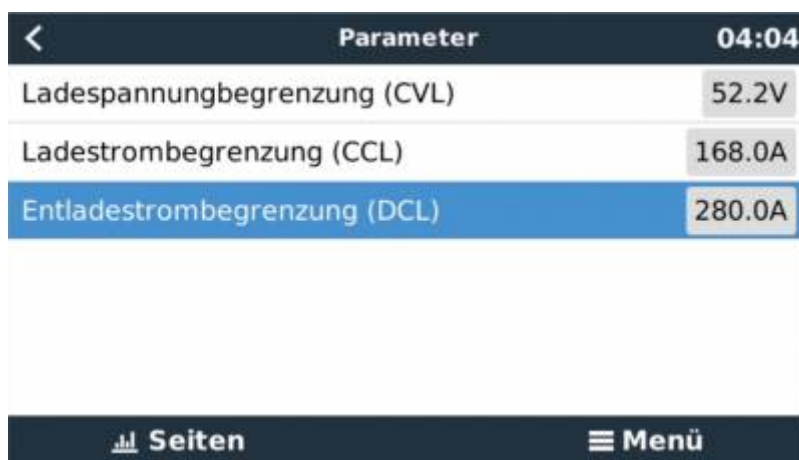 Parameter 04:04
Ladespannungbegrenzung (CVL) 52.2V
Ladestrombegrenzung (CCL) 168.0A
Entladestrombegrenzung (DCL) 280.0A
Seiten Menü